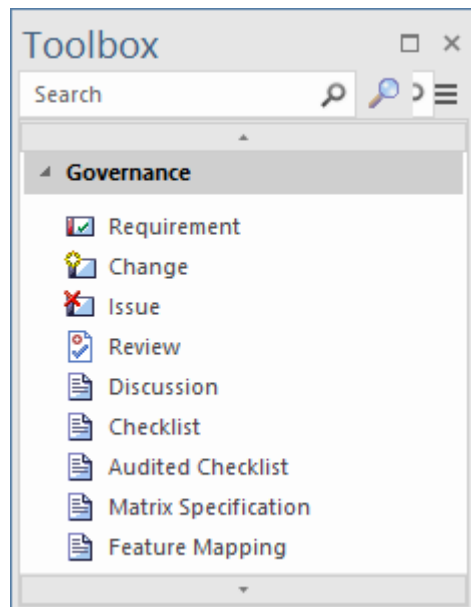 Toolbox
Search
Governance
Requirement
Change
Issue
Review
Discussion
Checklist
Audited Checklist
Matrix Specification
Feature Mapping